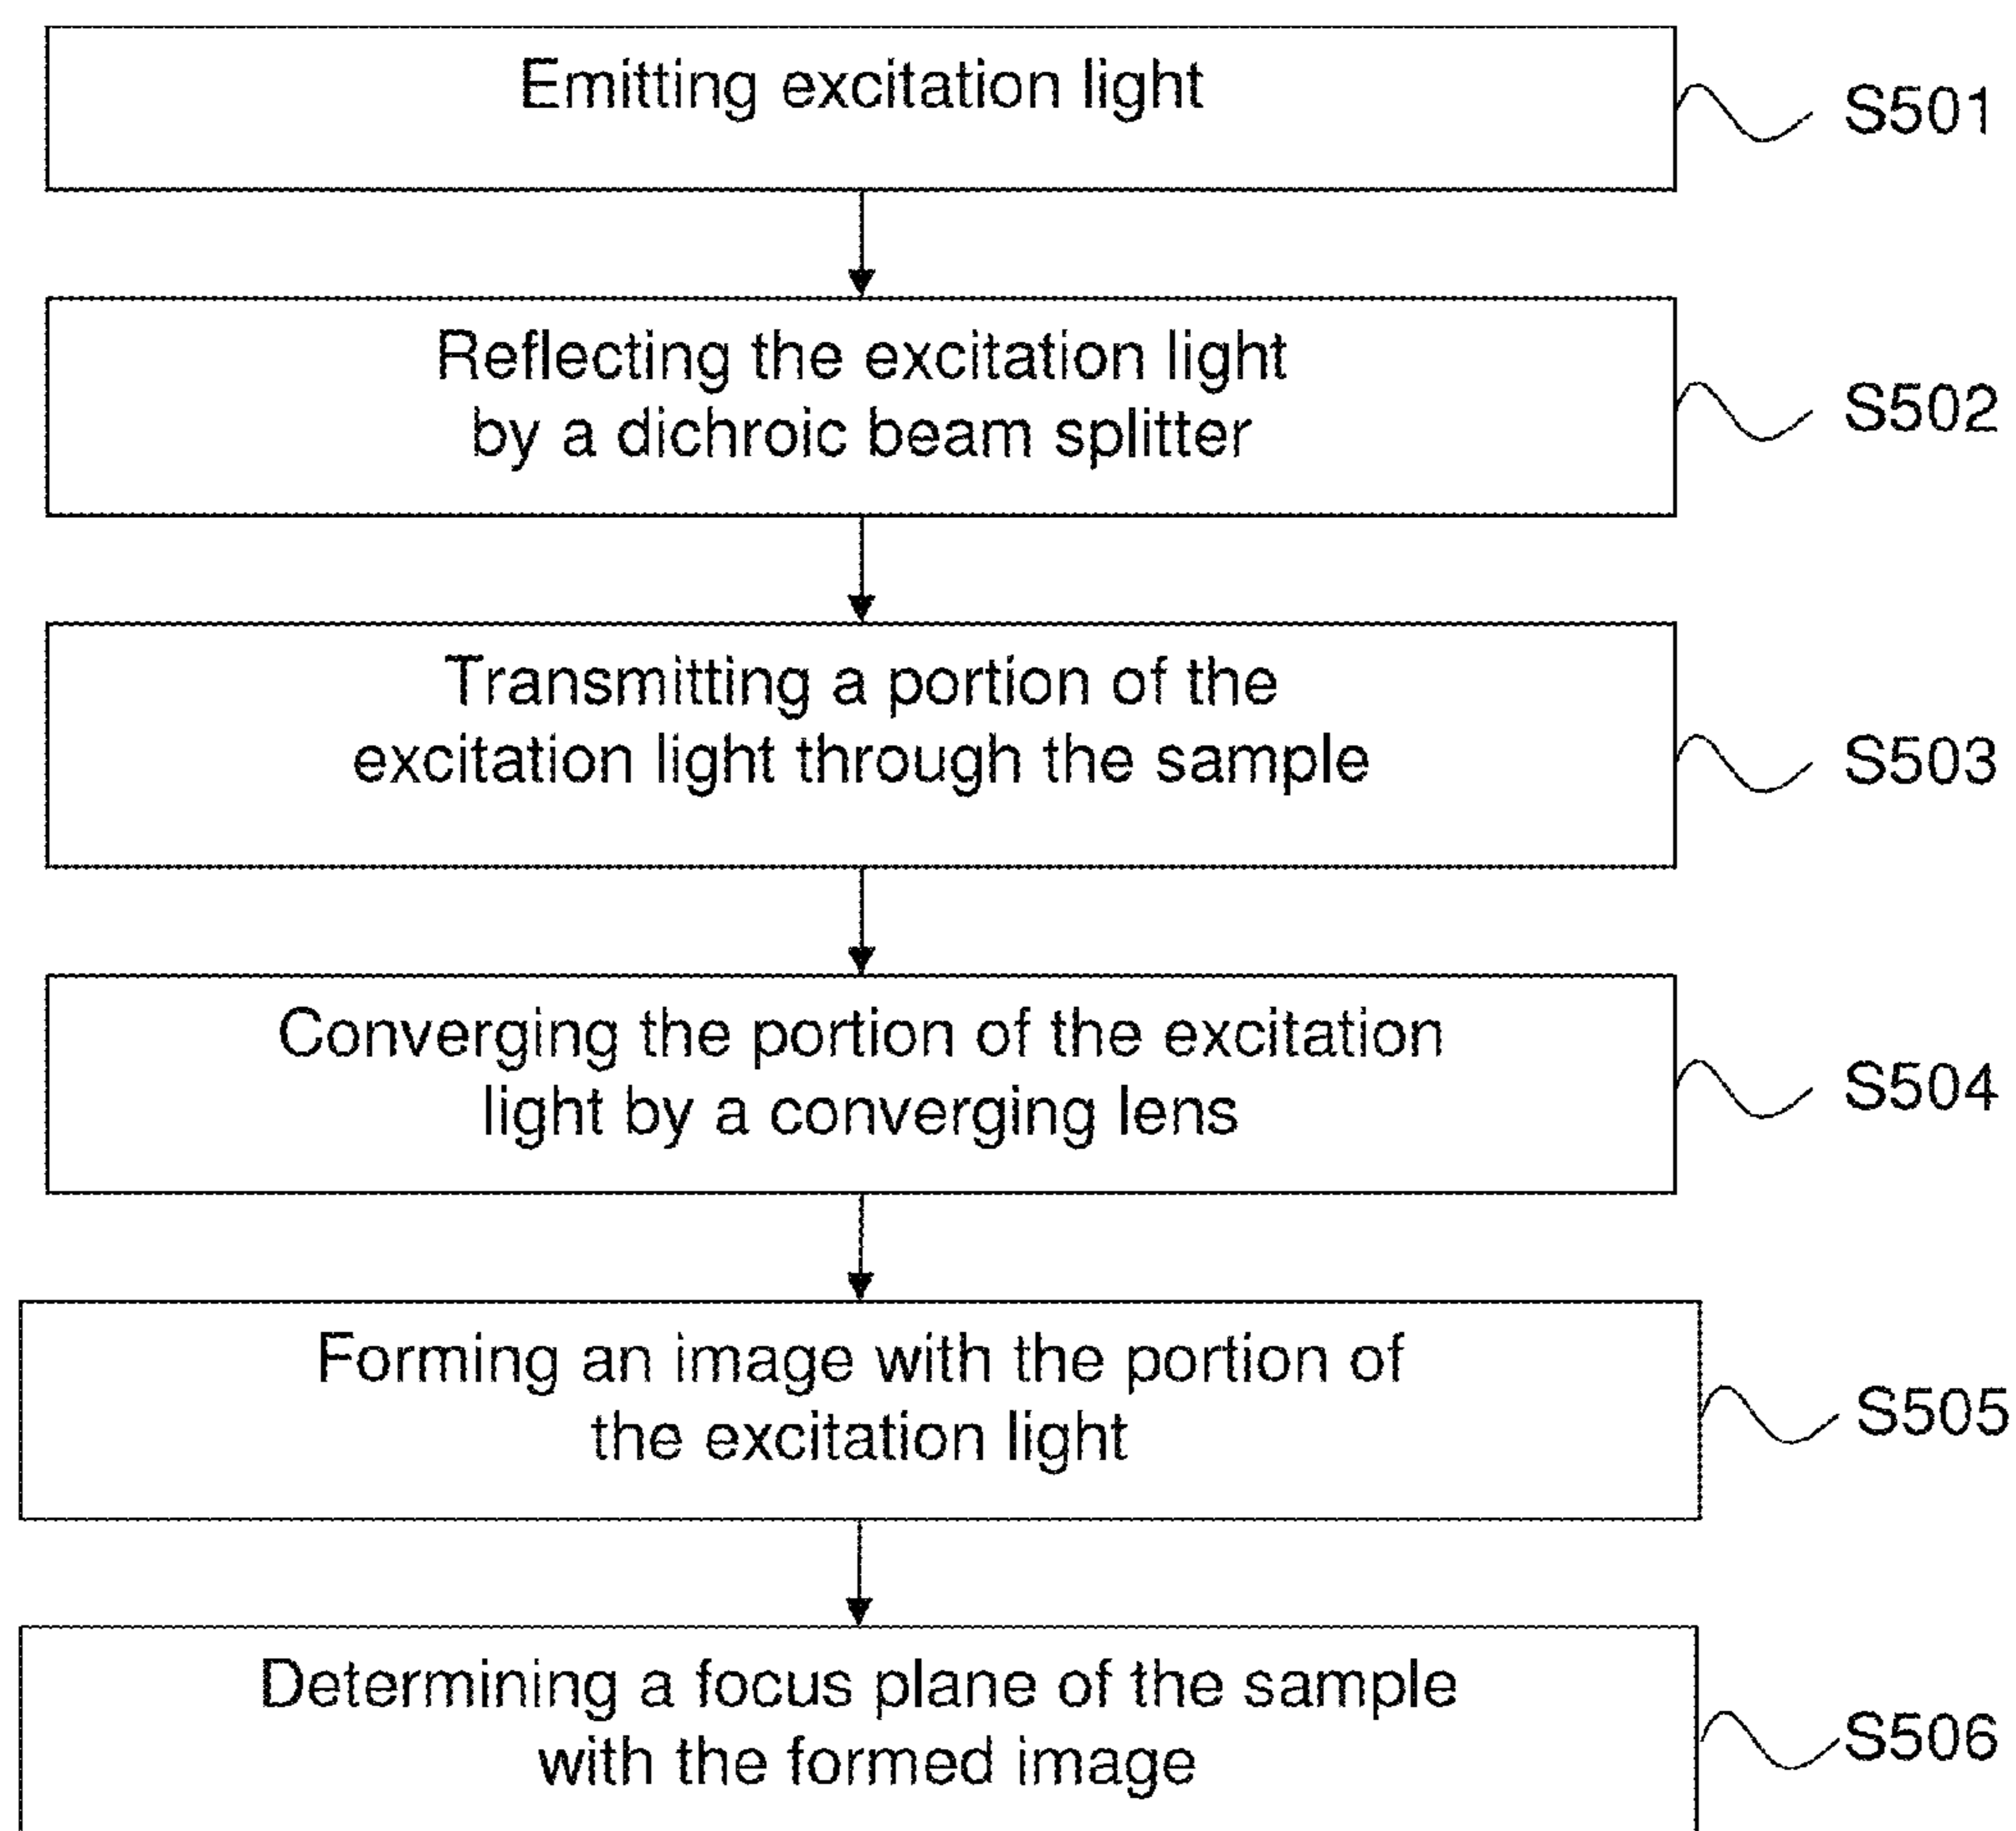 Emitting excitation light
S501
Reflecting the excitation light
by a dichroic beam splitter
S502
Transmitting a portion of the
excitation light through the sample
S503
Converging the portion of the excitation
light by a converging lens
S504
Forming an image with the portion of
the excitation light
S505
Determining a focus plane of the sample
with the formed image
S506